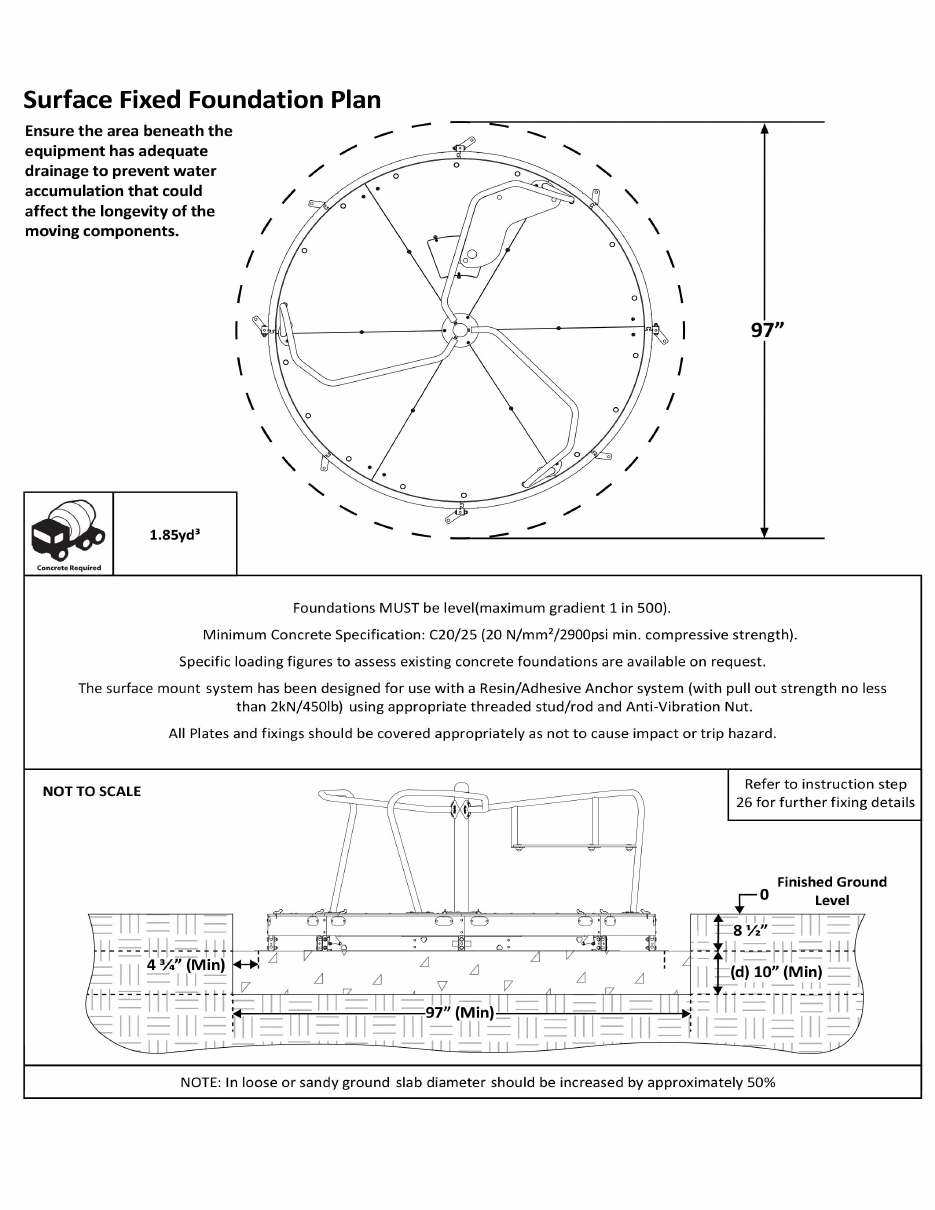 Surface Fixed Foundation Plan
Ensure the area beneath the
equipment has adequate
drainage to prevent water
accumulation that could
affect the longevity of the
moving components.
97”
1.85yd³
Concrete Required
Foundations MUST be level(maximum gradient 1 in 500).
Minimum Concrete Specification: C20/25 (20 N/mm²/2900psi min. compressive strength).
Specific loading figures to assess existing concrete foundations are available on request.
The surface mount system has been designed for use with a Resin/Adhesive Anchor system (with pull out strength no less
than 2kN/450lb) using appropriate threaded stud/rod and Anti-Vibration Nut.
All Plates and fixings should be covered appropriately as not to cause impact or trip hazard.
NOT TO SCALE
Refer to instruction step
26 for further fixing details
Finished Ground
Level
0
8 ½”
4 ¾” (Min)
(d) 10” (Min)
97” (Min)
NOTE: In loose or sandy ground slab diameter should be increased by approximately 50%